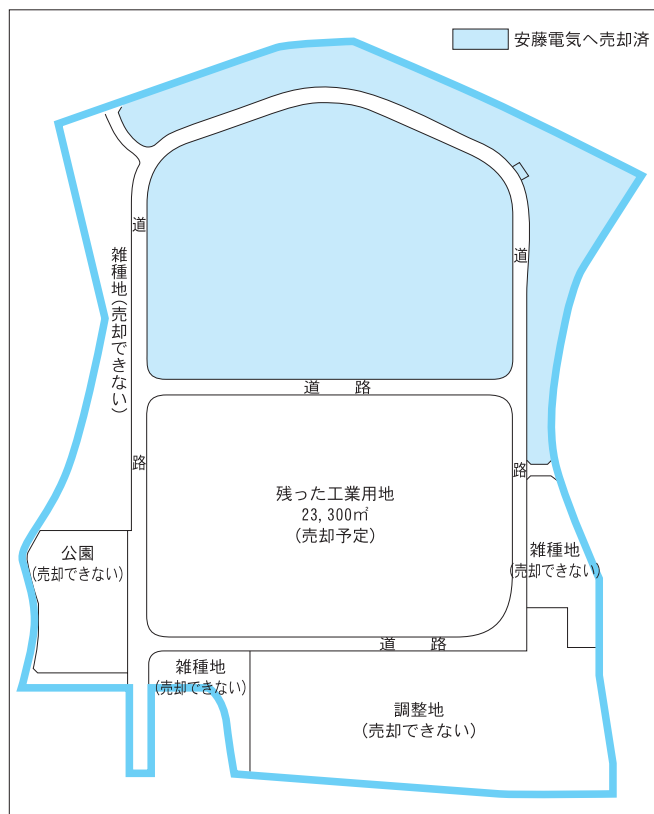 安藤電気へ売却済
道
道
雑種地(売却できない)
道　路
路
路
残った工業用地
23,300㎡
(売却予定)
公園
(売却できない)
雑種地
(売却できない)
道　路
雑種地
(売却できない)
調整地
(売却できない)